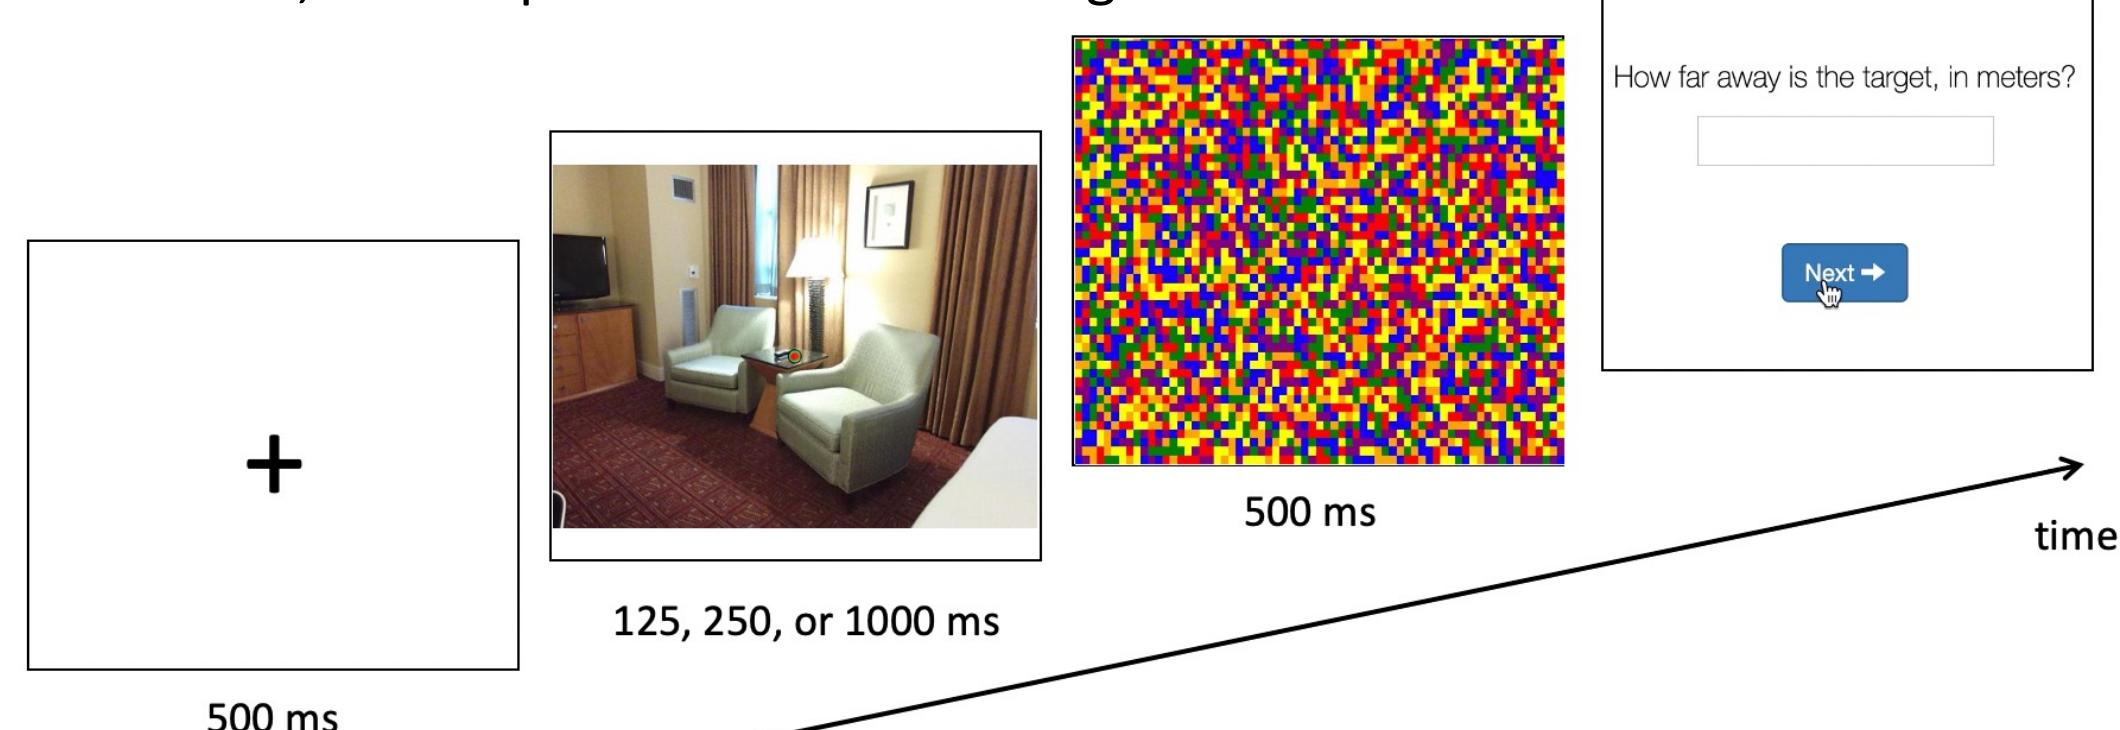 How far away is the target, in meters?
Next
500 ms
time
125, 250, or 1000 ms
500 ms